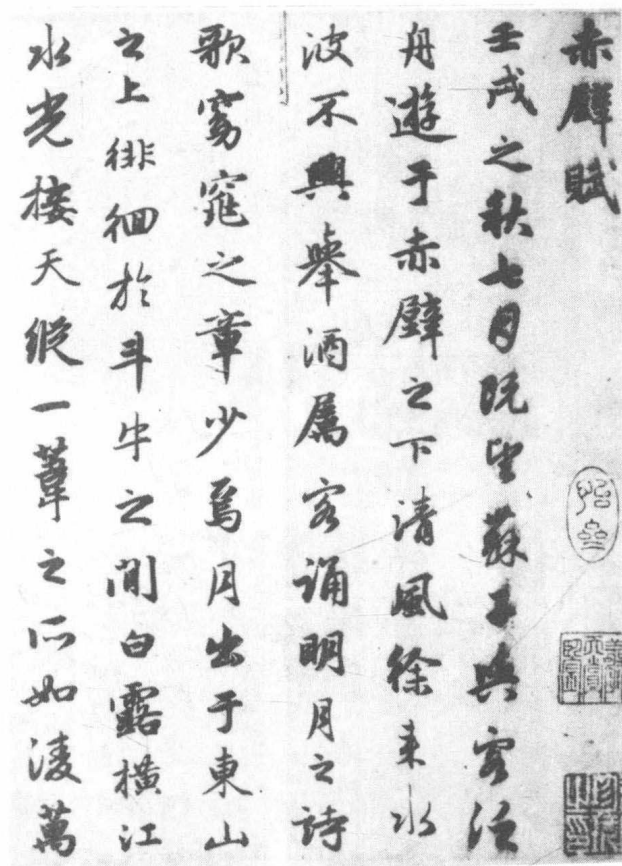 赤壁賦
壬戌之秋七月既望蘇子與客泛
舟遊于赤壁之下清風徐来水
波不興舉酒属客誦明月之詩
歌窈窕之章少焉月出于東山
之上徘徊於斗牛之間白露橫江
水光接天縱一葦之所如淩萬